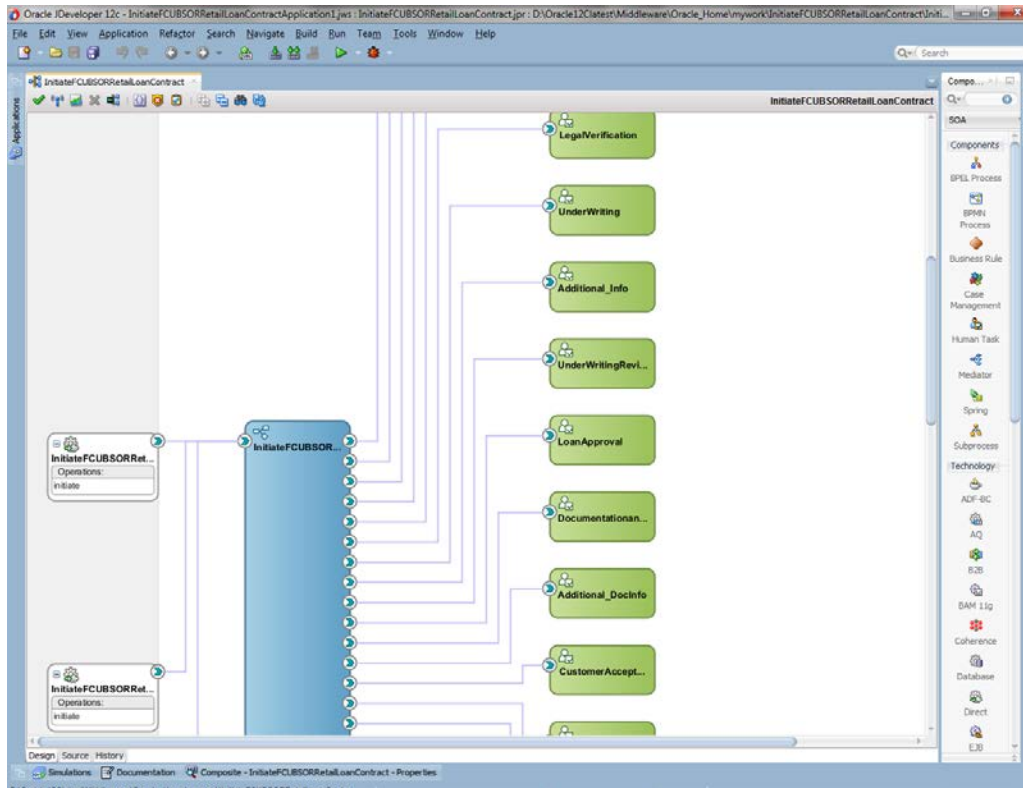 Oracle JDeveloper 12c - InitiateFCUBSORRetailLoanContractApplication1.jws : InitiateFCUBSORRetailLoanContract.jpr : D:\Oracle12Clatest\Middleware\Oracle_Home\mywork\InitiateFCUBSORRetailLoanContract\Initi...
File Edit View Application Refactor Search Navigate Build Run Team Tools Window Help
Search
InitiateFCUBSORRetailLoanContract
Compo...
InitiateFCUBSORRetailLoanContract
Applications
SOA
Components
BPEL Process
BPMN
Process
Business Rule
Case
Management
Human Task
Mediator
Spring
Subprocess
Technology
ADF-BC
AQ
B2B
BAM 11g
Coherence
Database
Direct
EJB
LegalVerification
UnderWriting
Additional_Info
UnderWritingRevi...
LoanApproval
Documentationan...
Additional_DocInfo
CustomerAccept...
InitiateFCUBSORRet...
Operations:
initiate
InitiateFCUBSOR...
InitiateFCUBSORRet...
Operations:
initiate
Design Source History
Simulations Documentation Composite - InitiateFCUBSORRetailLoanContract - Properties